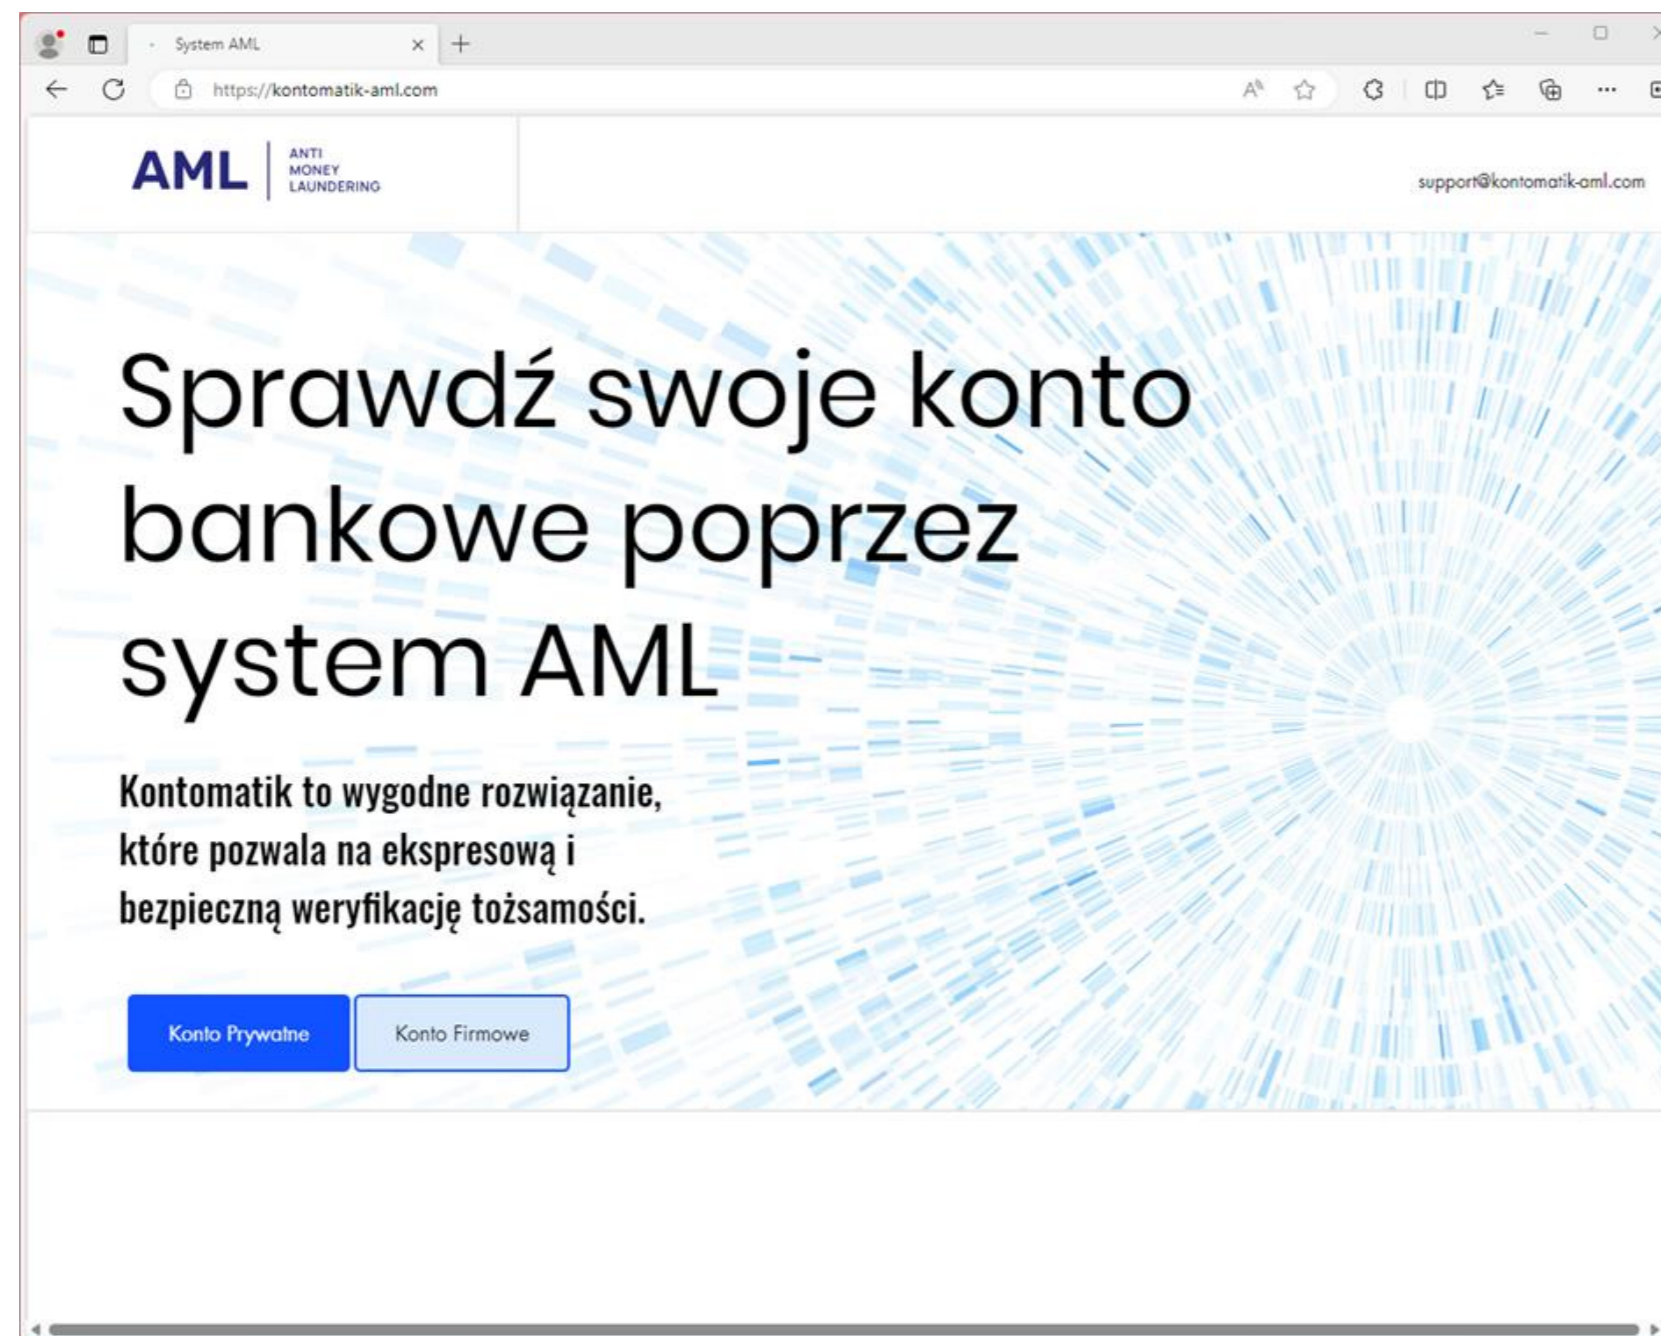 System AML
https://kontomatik-aml.com
AML
ANTI
MONEY
LAUNDERING
support@kontomatik-aml.com
Sprawdź swoje konto
bankowe poprzez
system AML
Kontomatik to wygodne rozwiązanie,
które pozwala na ekspresową i
bezpieczną weryfikację tożsamości.
Konto Prywatne
Konto Firmowe